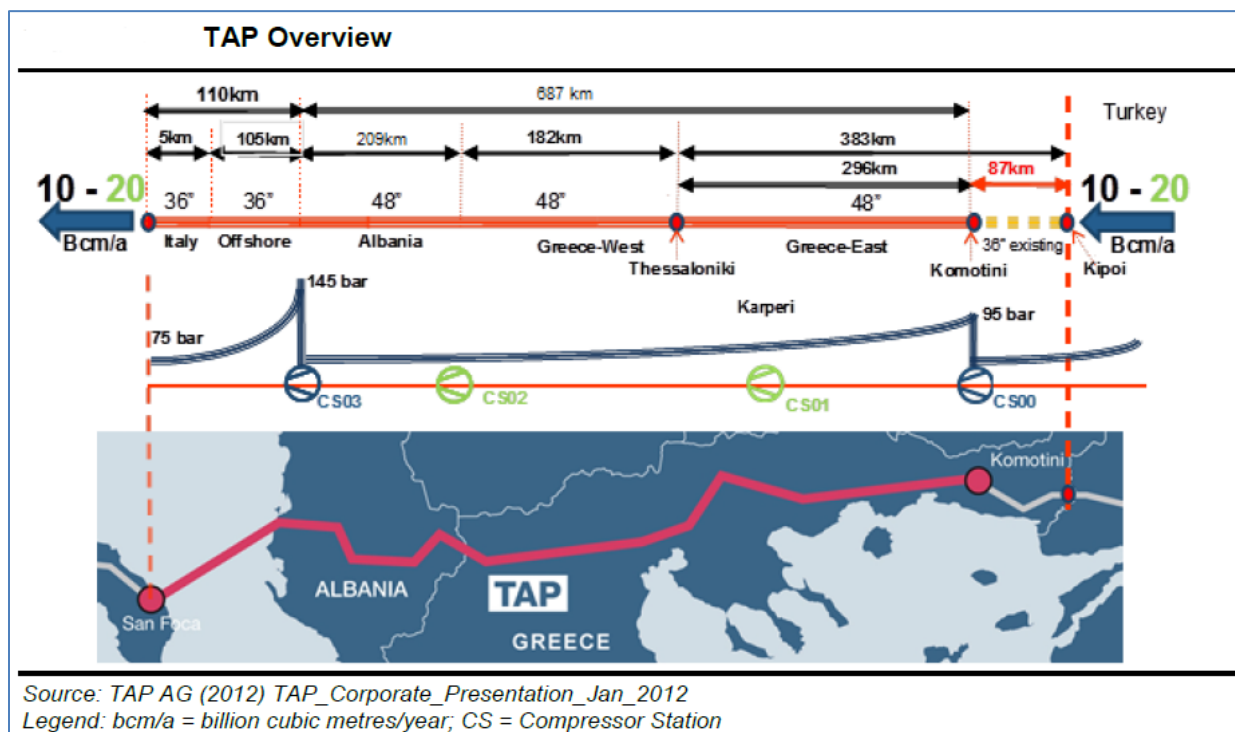 TAP Overview
110km
687 km
Turkey
5km
105km
209km
182km
383km
296km
87km
10 - 20
36”
36”
48”
48”
48”
10 - 20
Bcm/a
Italy
Offshore
Albania
Greece-West
Greece-East
36” existing
Bcm/a
Thessaloniki
Komotini
Kipoi
145 bar
Karperi
75 bar
95 bar
CS03
CS02
CS01
CS00
Komotini
ALBANIA
TAP
San Foca
GREECE
Source: TAP AG (2012) TAP_Corporate_Presentation_Jan_2012
Legend: bcm/a = billion cubic metres/year; CS = Compressor Station